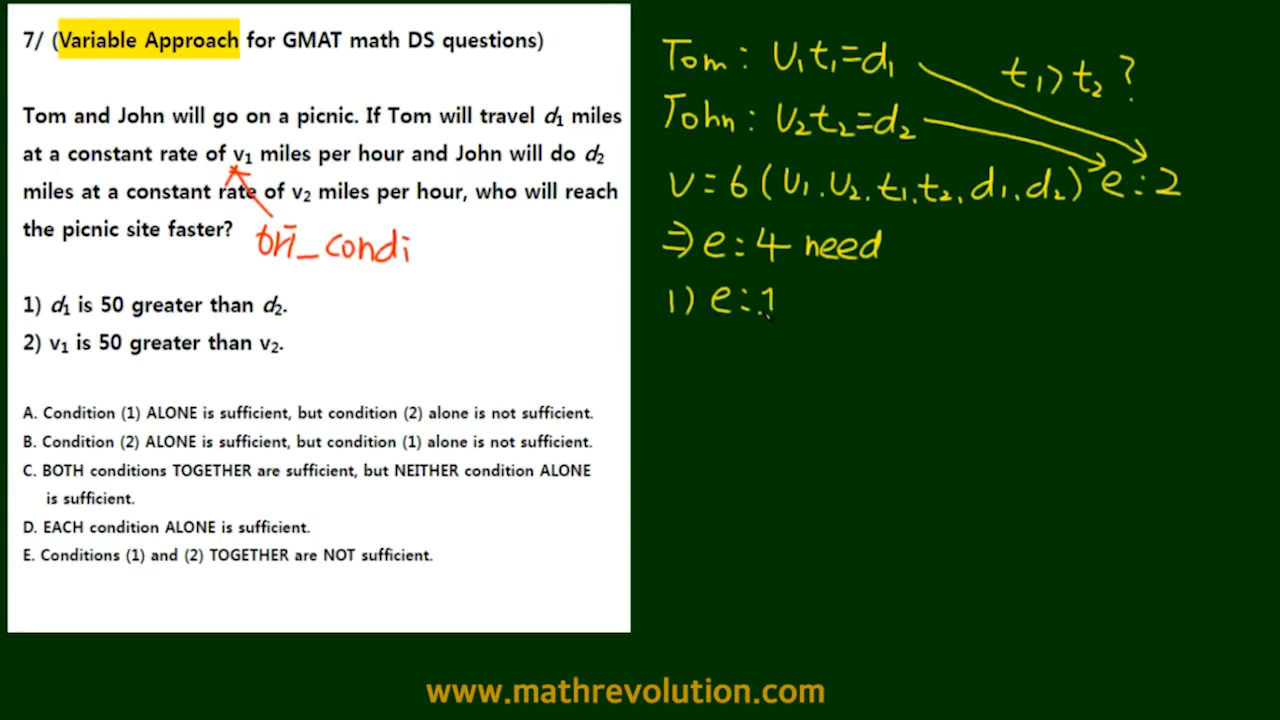 7/ (Variable Approach for GMAT math DS questions)
Tom and John will go on a picnic. If Tom will travel d₁ miles
at a constant rate of v₁ miles per hour and John will do d₂
miles at a constant rate of v₂ miles per hour, who will reach
the picnic site faster?
ori_condi
1) d₁ is 50 greater than d₂.
2) v₁ is 50 greater than v₂.
A. Condition (1) ALONE is sufficient, but condition (2) alone is not sufficient.
B. Condition (2) ALONE is sufficient, but condition (1) alone is not sufficient.
C. BOTH conditions TOGETHER are sufficient, but NEITHER condition ALONE
is sufficient.
D. EACH condition ALONE is sufficient.
E. Conditions (1) and (2) TOGETHER are NOT sufficient.
Tom: v₁t₁=d₁
t₁>t₂?
John: v₂t₂=d₂
v=6(v₁.v₂.t₁.t₂.d₁.d₂) e:2
⇒ e:4 need
1) e:1
www.mathrevolution.com